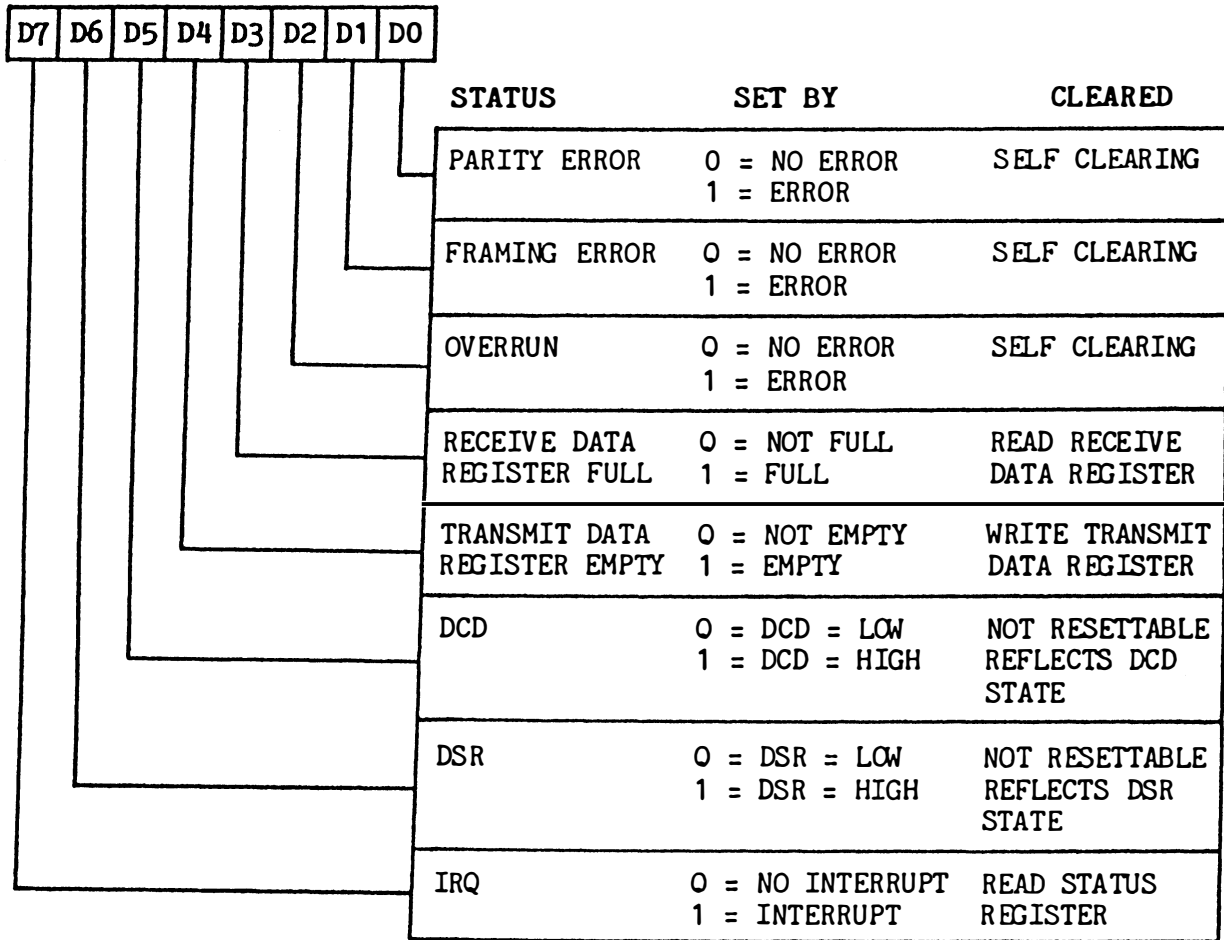 D7 D6 D5 D4 D3 D2 D1 D0
STATUS SET BY CLEARED
PARITY ERROR 0 = NO ERROR SELF CLEARING
1 = ERROR
FRAMING ERROR 0 = NO ERROR SELF CLEARING
1 = ERROR
OVERRUN 0 = NO ERROR SELF CLEARING
1 = ERROR
RECEIVE DATA 0 = NOT FULL READ RECEIVE
REGISTER FULL 1 = FULL DATA REGISTER
TRANSMIT DATA 0 = NOT EMPTY WRITE TRANSMIT
REGISTER EMPTY 1 = EMPTY DATA REGISTER
DCD 0 = DCD = LOW NOT RESETTABLE
1 = DCD = HIGH REFLECTS DCD
STATE
DSR 0 = DSR = LOW NOT RESETTABLE
1 = DSR = HIGH REFLECTS DSR
STATE
IRQ 0 = NO INTERRUPT READ STATUS
1 = INTERRUPT REGISTER